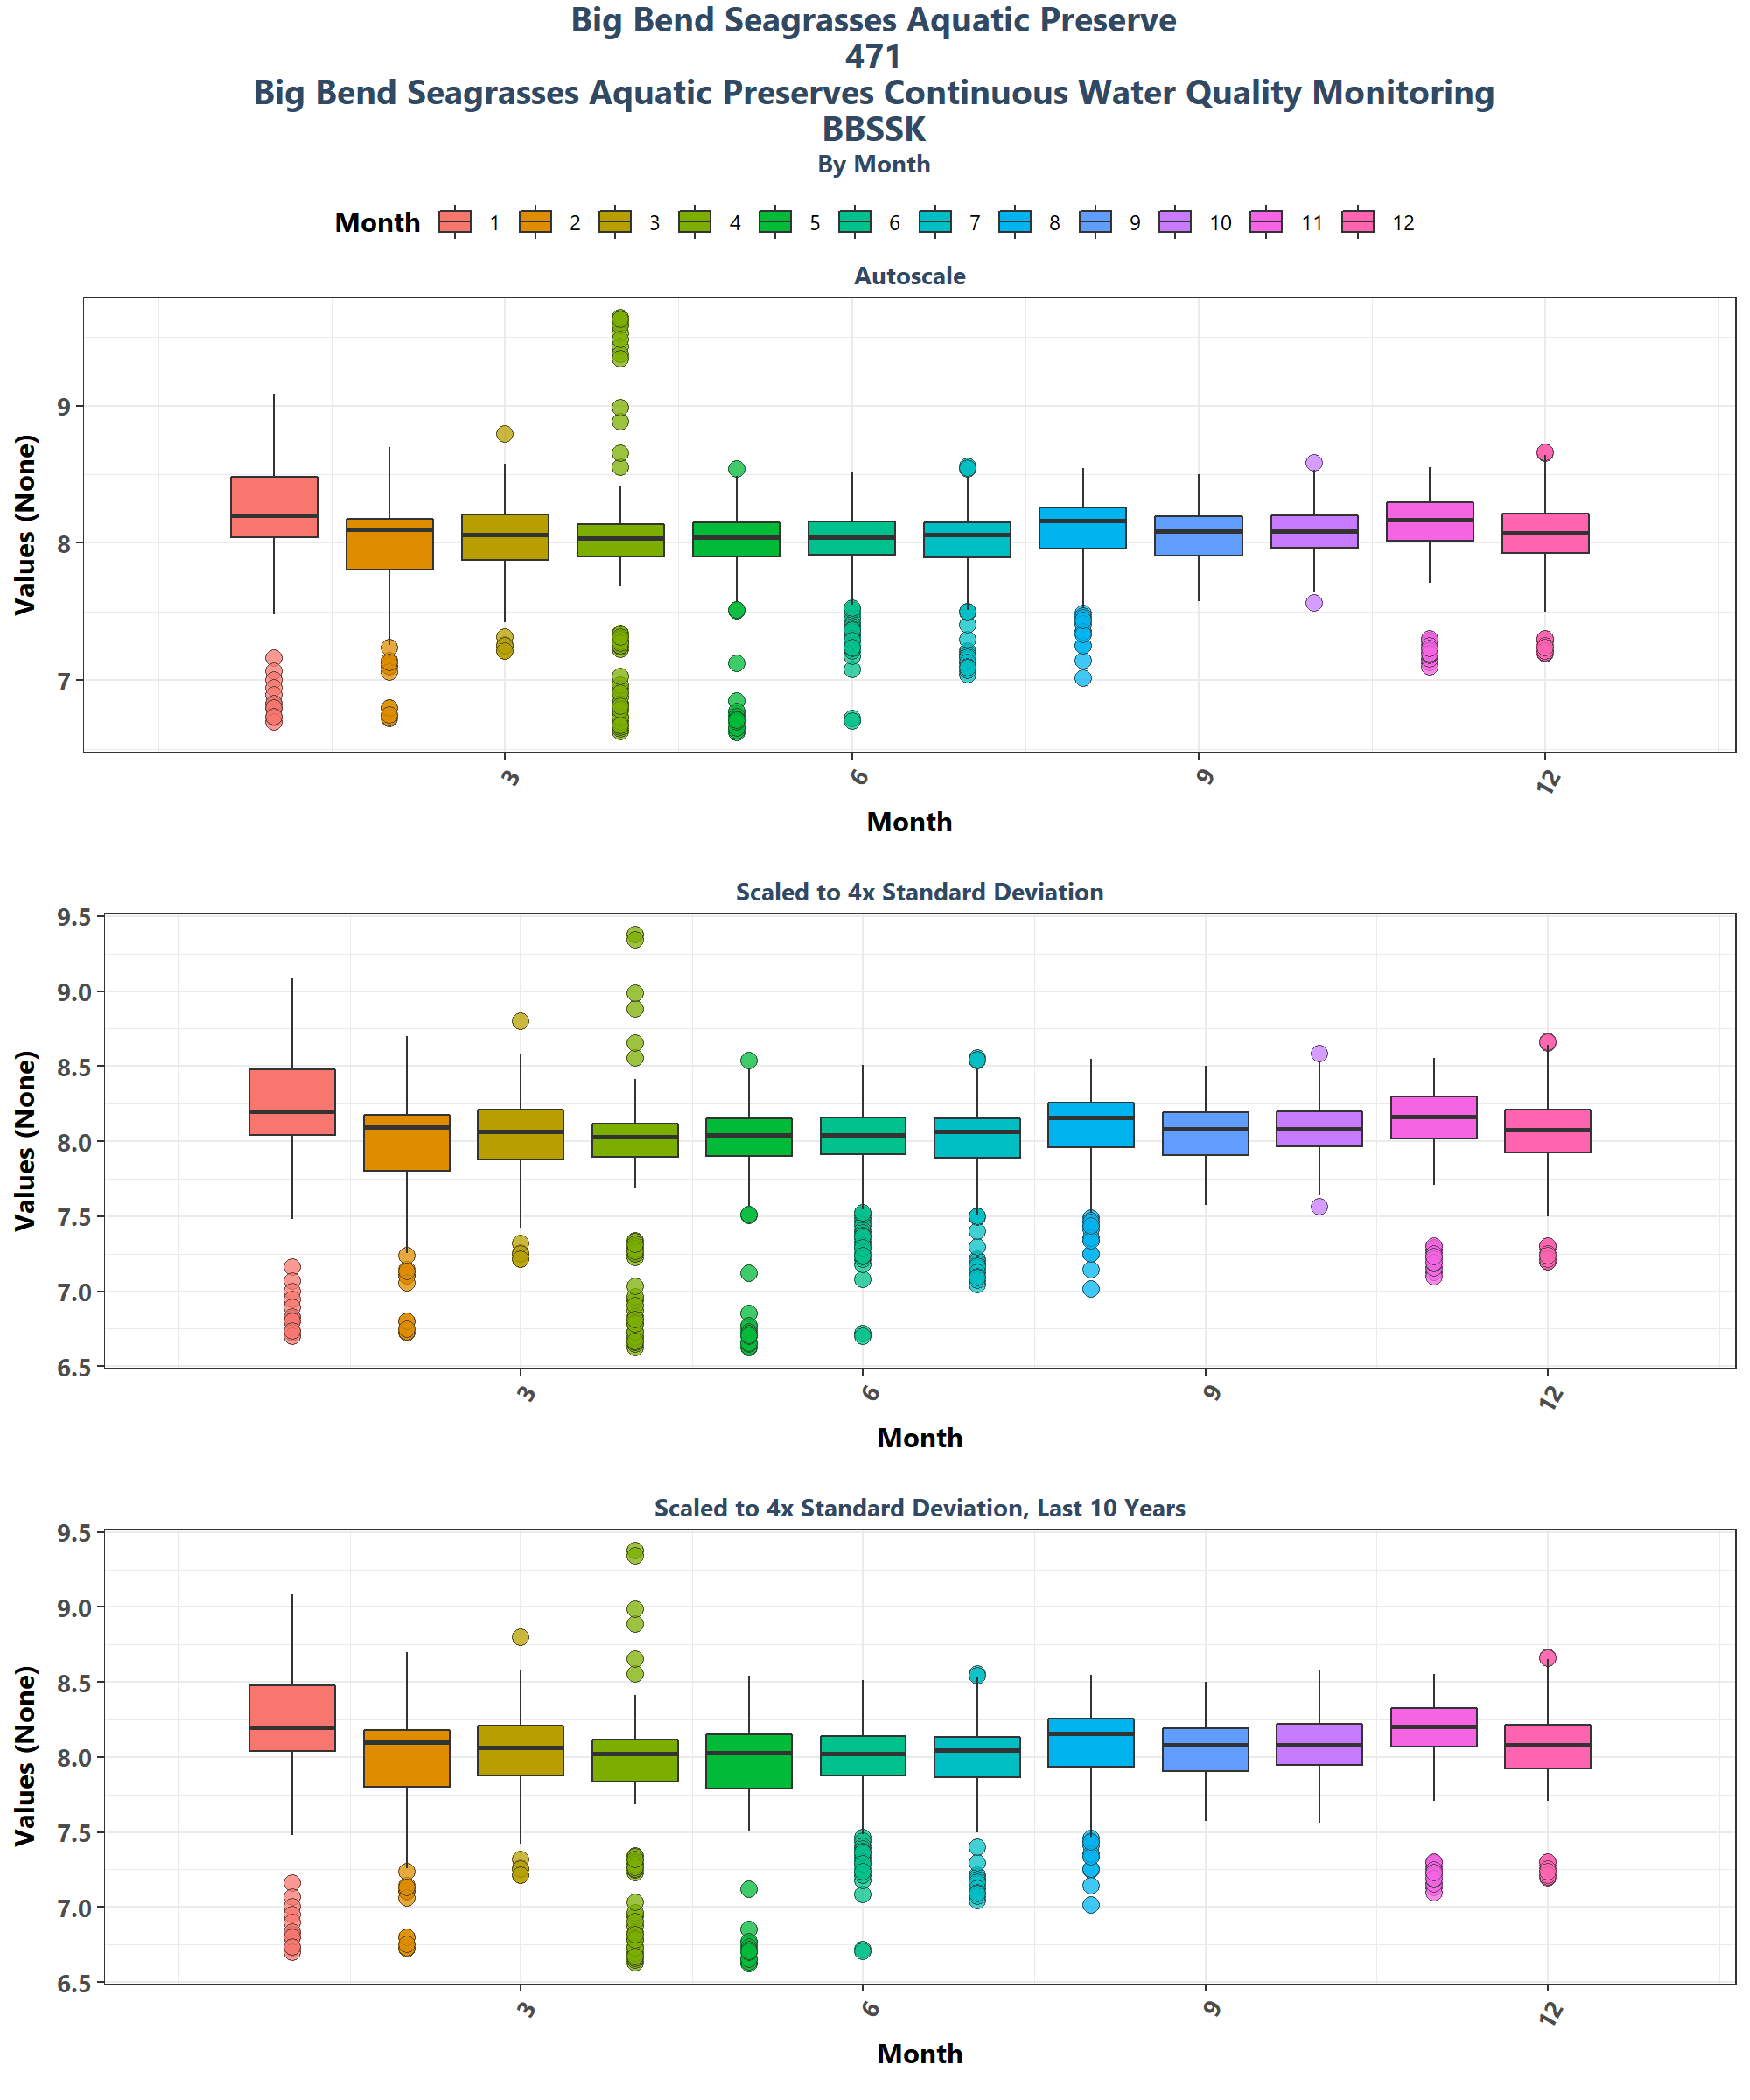 Big Bend Seagrasses Aquatic Preserve
471
Big Bend Seagrasses Aquatic Preserves Continuous Water Quality Monitoring
BBSSK
By Month
Month 1 2 3 4 5 6 7 8 9 10 11 12
Autoscale
Values (None)
9
8
7
3 6 9 12
Month
Scaled to 4x Standard Deviation
Values (None)
9.5
9.0
8.5
8.0
7.5
7.0
6.5
3 6 9 12
Month
Scaled to 4x Standard Deviation, Last 10 Years
Values (None)
9.5
9.0
8.5
8.0
7.5
7.0
6.5
3 6 9 12
Month